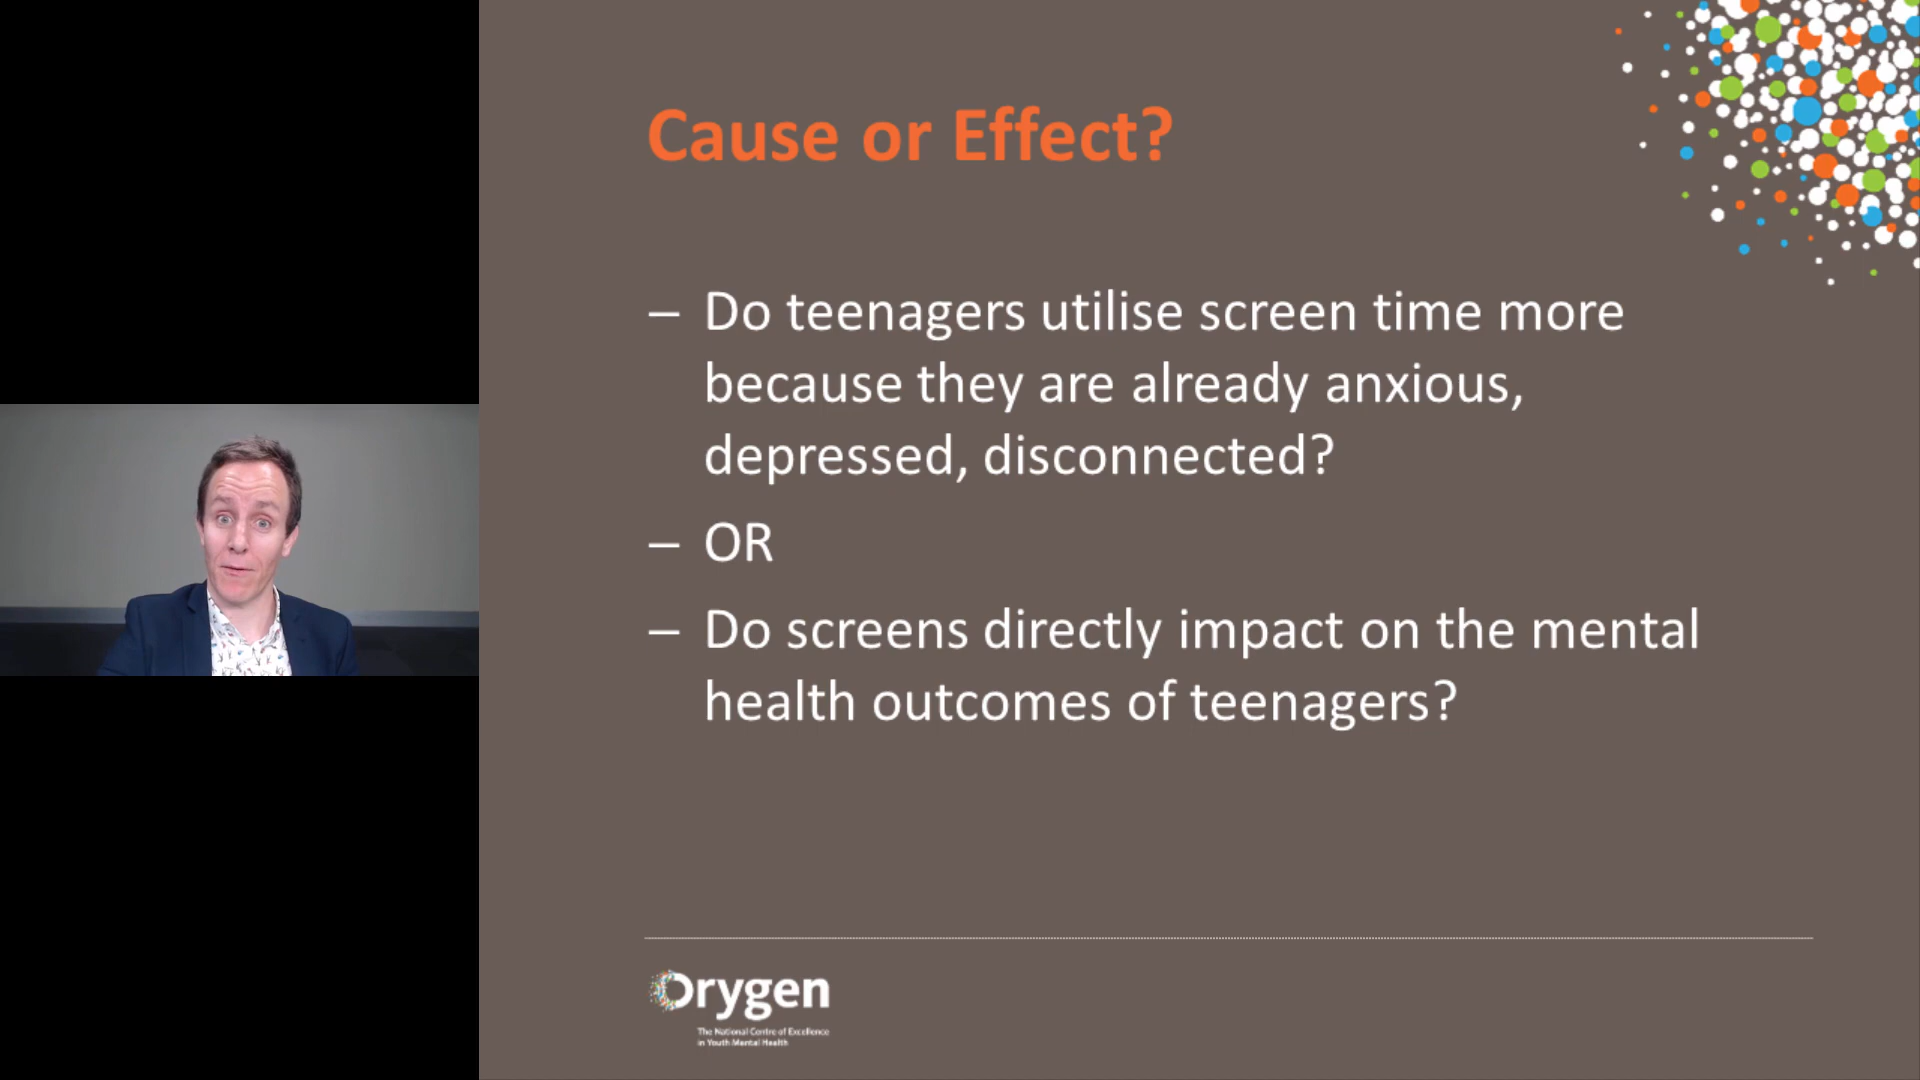 Cause or Effect?
– Do teenagers utilise screen time more
because they are already anxious,
depressed, disconnected?
– OR
– Do screens directly impact on the mental
health outcomes of teenagers?
Orygen
The National Centre of Excellence
in Youth Mental Health